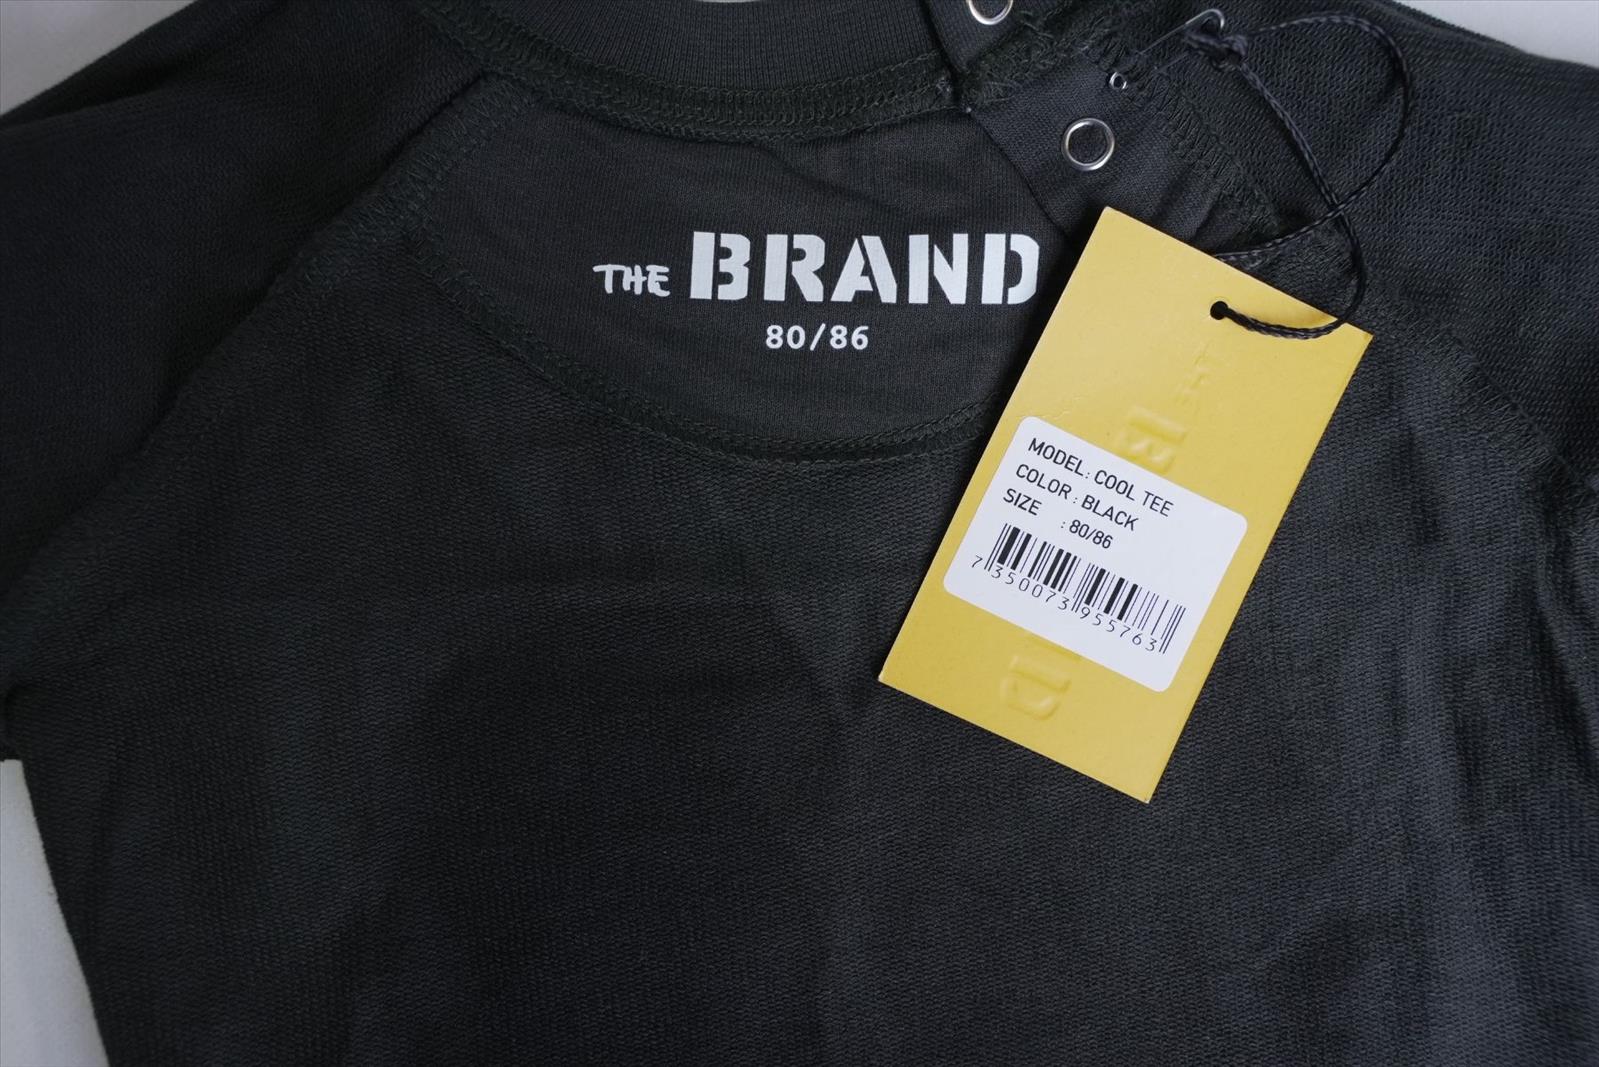 THE BRAND
80/86
MODEL: COOL TEE
COLOR : BLACK
SIZE : 80/86
7 350073 955763